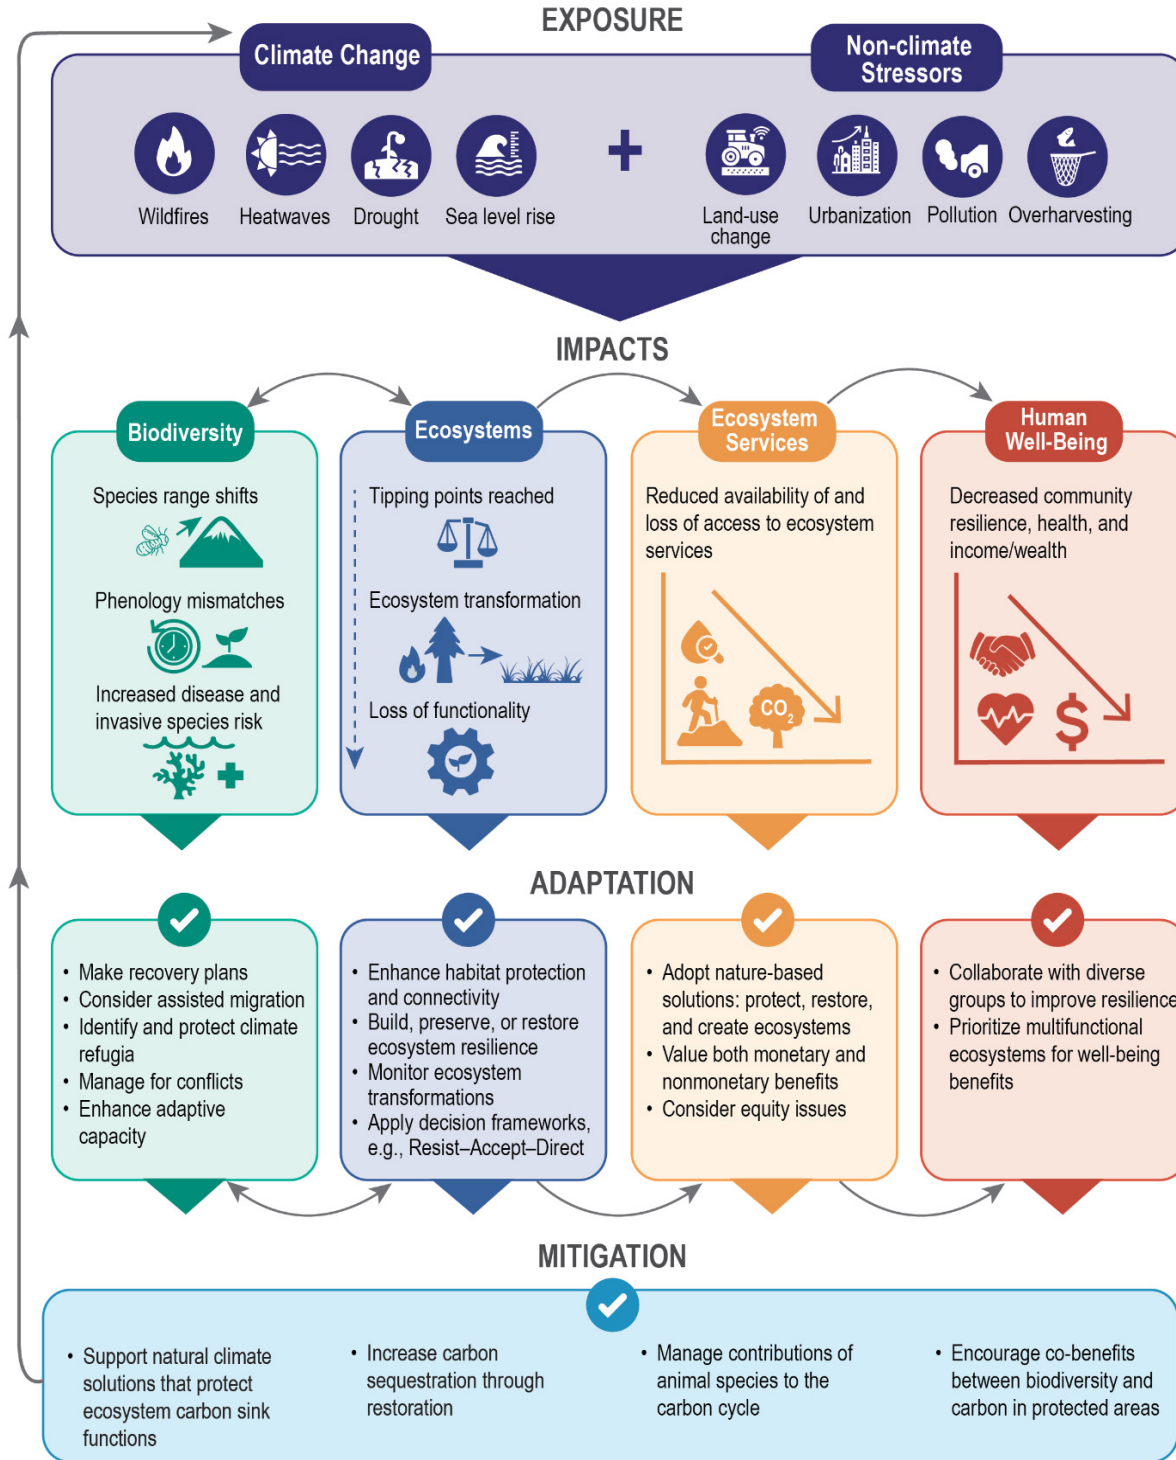 EXPOSURE
Climate Change
Non-climate
Stressors
Wildfires
Heatwaves
Drought
Sea level rise
+
Land-use
change
Urbanization
Pollution
Overharvesting
IMPACTS
Biodiversity
Species range shifts
Phenology mismatches
Increased disease and
invasive species risk
Ecosystems
Tipping points reached
Ecosystem transformation
Loss of functionality
Ecosystem
Services
Reduced availability of and
loss of access to ecosystem
services
CO2
Human
Well-Being
Decreased community
resilience, health, and
income/wealth
$
ADAPTATION
• Make recovery plans
• Consider assisted migration
• Identify and protect climate
refugia
• Manage for conflicts
• Enhance adaptive
capacity
• Enhance habitat protection
and connectivity
• Build, preserve, or restore
ecosystem resilience
• Monitor ecosystem
transformations
• Apply decision frameworks,
e.g., Resist–Accept–Direct
• Adopt nature-based
solutions: protect, restore,
and create ecosystems
• Value both monetary and
nonmonetary benefits
• Consider equity issues
• Collaborate with diverse
groups to improve resilience
• Prioritize multifunctional
ecosystems for well-being
benefits
MITIGATION
• Support natural climate
solutions that protect
ecosystem carbon sink
functions
• Increase carbon
sequestration through
restoration
• Manage contributions of
animal species to the
carbon cycle
• Encourage co-benefits
between biodiversity and
carbon in protected areas